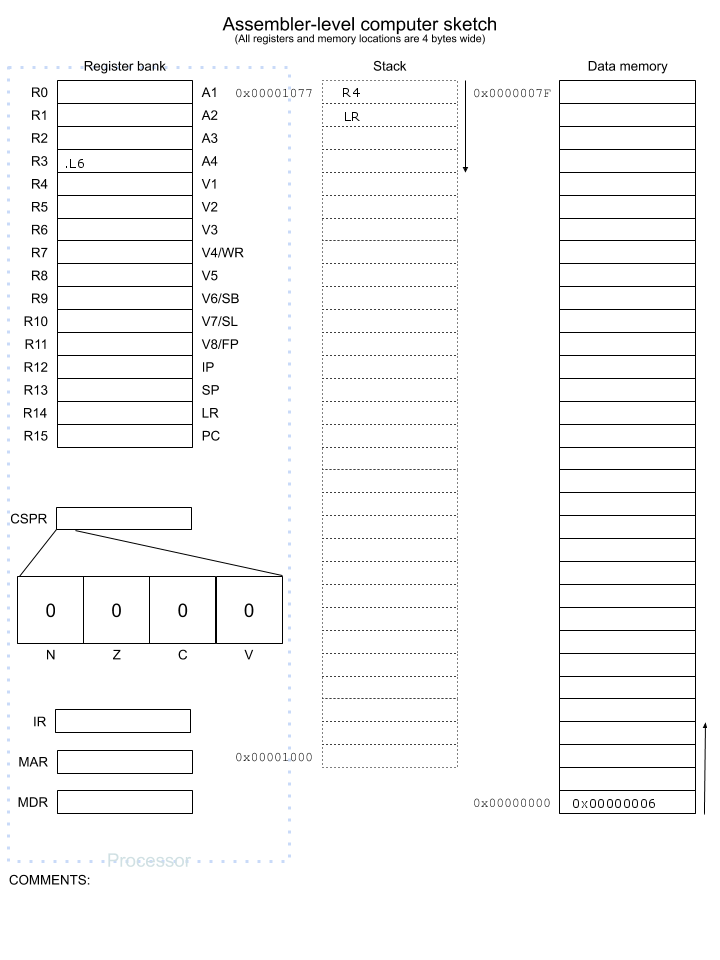 Assembler-level computer sketch
(All registers and memory locations are 4 bytes wide)
Register bank
Stack
Data memory
R0 A1 0x00001077 R4 0x0000007F
R1 A2 LR
R2 A3
R3 .L6 A4
R4 V1
R5 V2
R6 V3
R7 V4/WR
R8 V5
R9 V6/SB
R10 V7/SL
R11 V8/FP
R12 IP
R13 SP
R14 LR
R15 PC
CSPR
0 0 0 0
N Z C V
IR
MAR 0x00001000
MDR 0x00000000 0x00000006
Processor
COMMENTS: